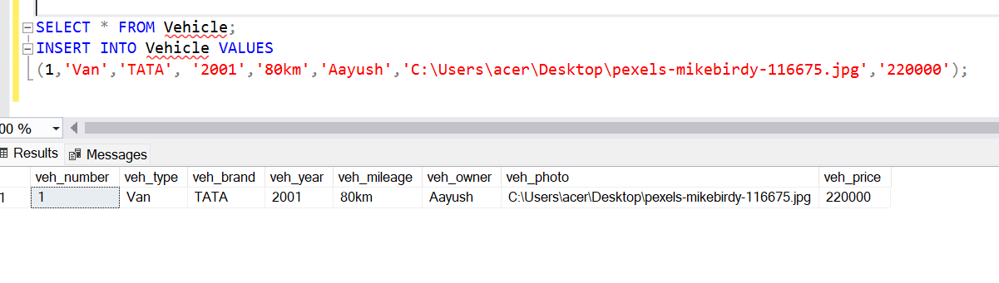 SELECT * FROM Vehicle;
INSERT INTO Vehicle VALUES
(1,'Van','TATA', '2001','80km','Aayush','C:\Users\acer\Desktop\pexels-mikebirdy-116675.jpg','220000');
00 %
Results Messages
veh_number veh_type veh_brand veh_year veh_mileage veh_owner veh_photo veh_price
1 1 Van TATA 2001 80km Aayush C:\Users\acer\Desktop\pexels-mikebirdy-116675.jpg 220000